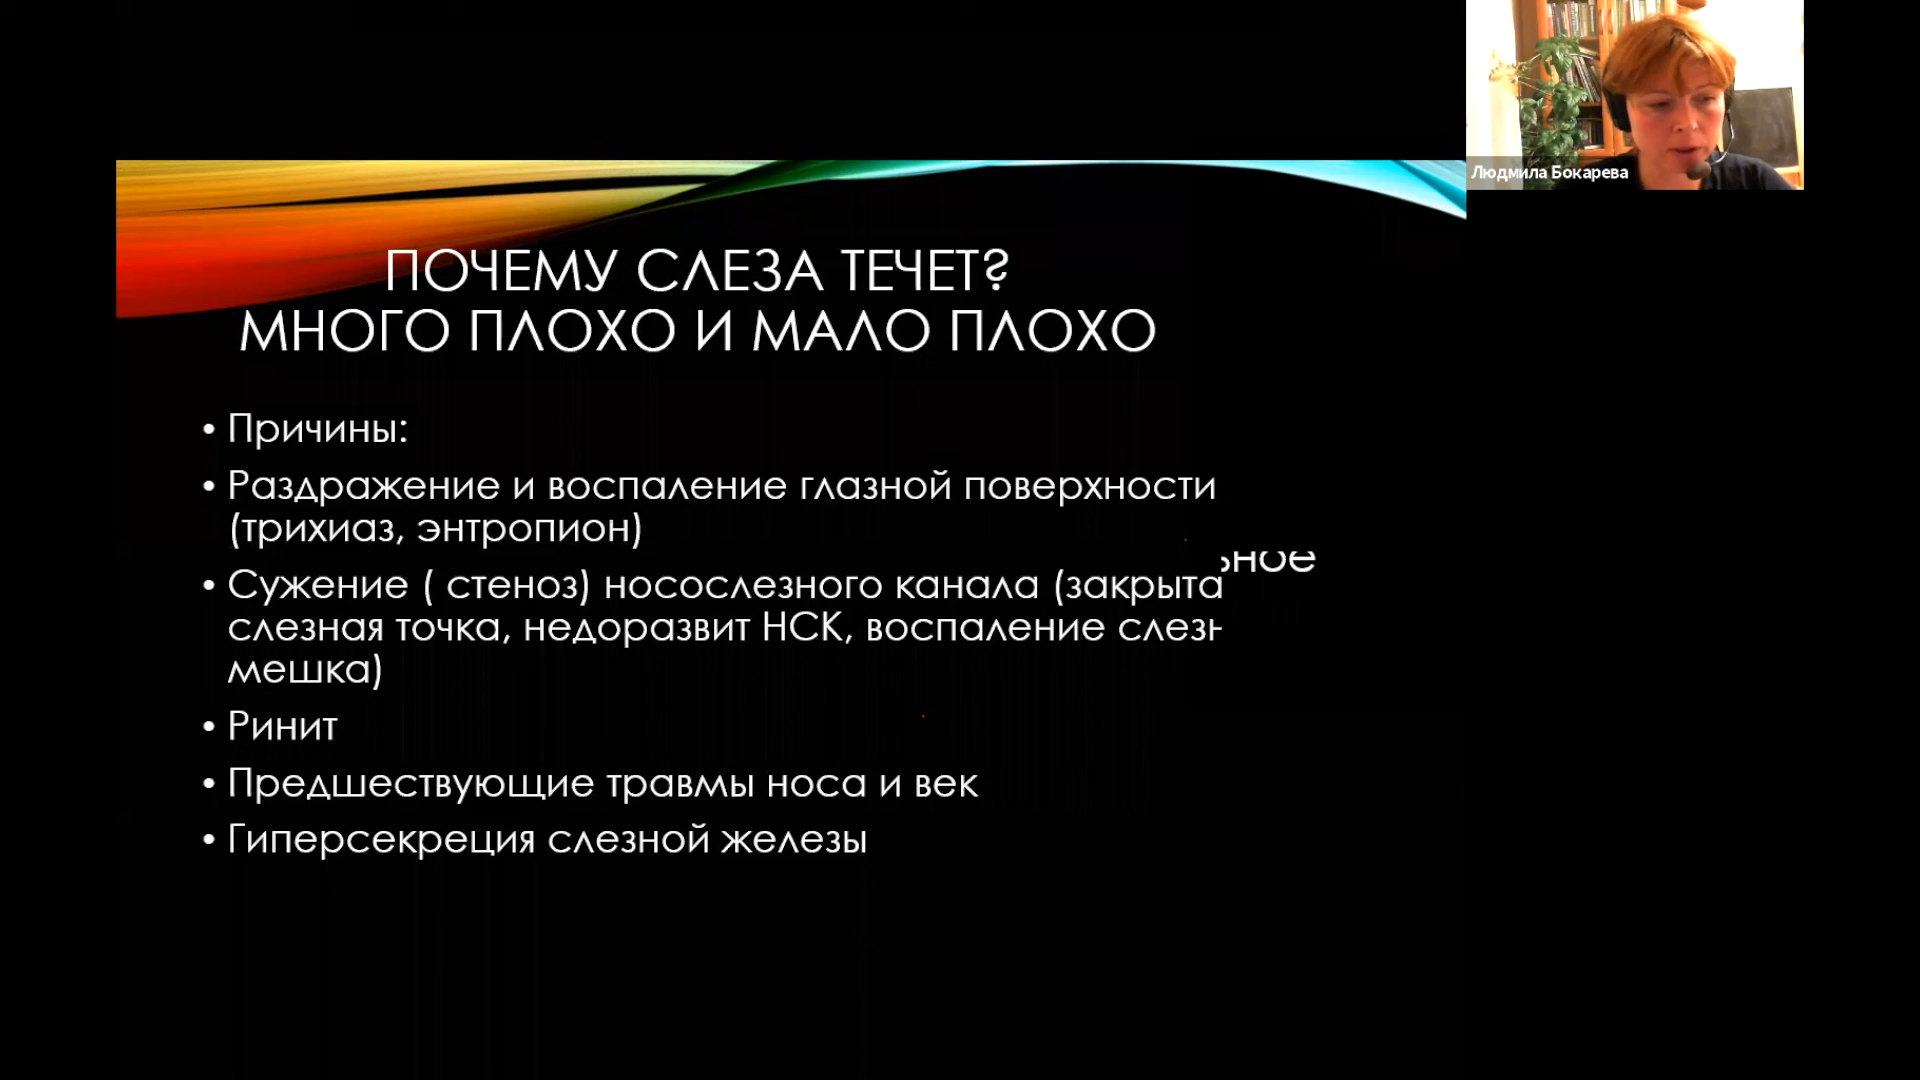 Людмила Бокарева
ПОЧЕМУ СЛЕЗА ТЕЧЕТ?
МНОГО ПЛОХО И МАЛО ПЛОХО
• Причины:
• Раздражение и воспаление глазной поверхности
(трихиаз, энтропион)
• Сужение ( стеноз) носослезного канала (закрыта
слезная точка, недоразвит НСК, воспаление
мешка)
• Ринит
• Предшествующие травмы носа и век
• Гиперсекреция слезной железы